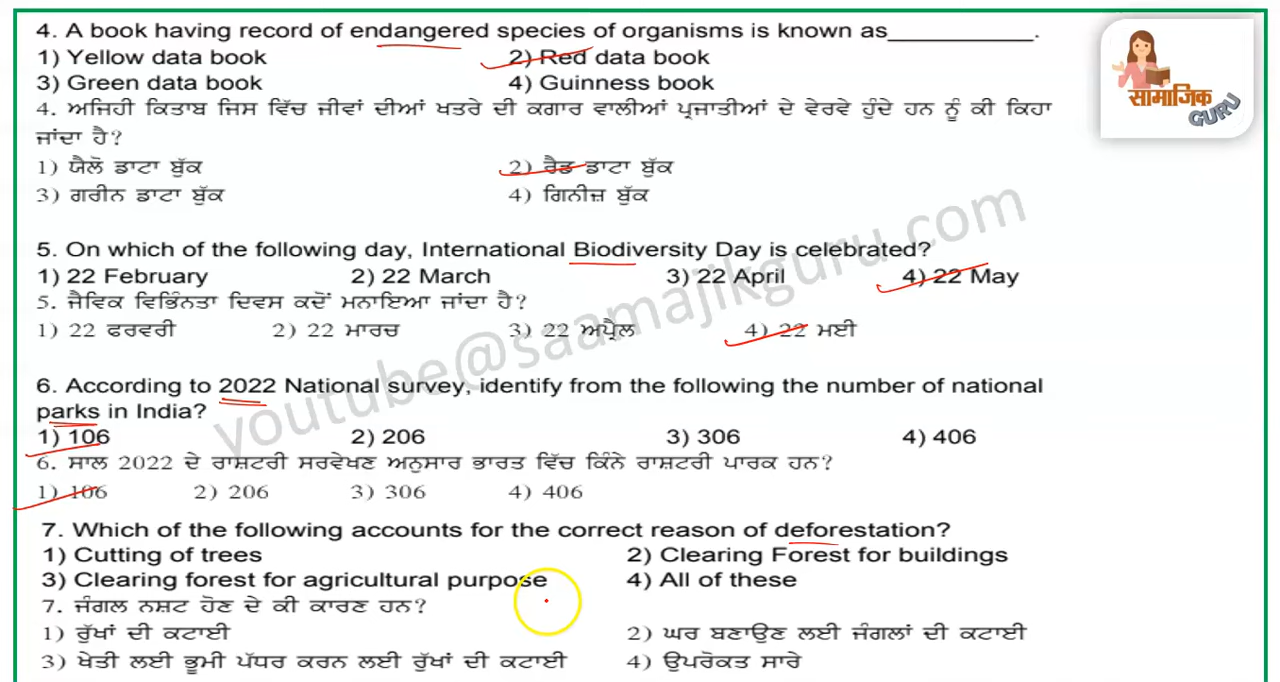 4. A book having record of endangered species of organisms is known as__________.
1) Yellow data book 2) Red data book
3) Green data book 4) Guinness book
4. ਅਜਿਹੀ ਕਿਤਾਬ ਜਿਸ ਵਿੱਚ ਜੀਵਾਂ ਦੀਆਂ ਖਤਰੇ ਦੀ ਕਗਾਰ ਵਾਲੀਆਂ ਪ੍ਰਜਾਤੀਆਂ ਦੇ ਵੇਰਵੇ ਹੁੰਦੇ ਹਨ ਨੂੰ ਕੀ ਕਿਹਾ
ਜਾਂਦਾ ਹੈ?
1) ਯੈਲੋ ਡਾਟਾ ਬੁੱਕ 2) ਰੈਡ ਡਾਟਾ ਬੁੱਕ
3) ਗਰੀਨ ਡਾਟਾ ਬੁੱਕ 4) ਗਿਨੀਜ਼ ਬੁੱਕ
5. On which of the following day, International Biodiversity Day is celebrated?
1) 22 February 2) 22 March 3) 22 April 4) 22 May
5. ਜੈਵਿਕ ਵਿਭਿੰਨਤਾ ਦਿਵਸ ਕਦੋਂ ਮਨਾਇਆ ਜਾਂਦਾ ਹੈ?
1) 22 ਫਰਵਰੀ 2) 22 ਮਾਰਚ 3) 22 ਅਪ੍ਰੈਲ 4) 22 ਮਈ
6. According to 2022 National survey, identify from the following the number of national
parks in India?
1) 106 2) 206 3) 306 4) 406
6. ਸਾਲ 2022 ਦੇ ਰਾਸ਼ਟਰੀ ਸਰਵੇਖਣ ਅਨੁਸਾਰ ਭਾਰਤ ਵਿੱਚ ਕਿੰਨੇ ਰਾਸ਼ਟਰੀ ਪਾਰਕ ਹਨ?
1) 106 2) 206 3) 306 4) 406
7. Which of the following accounts for the correct reason of deforestation?
1) Cutting of trees 2) Clearing Forest for buildings
3) Clearing forest for agricultural purpose 4) All of these
7. ਜੰਗਲ ਨਸ਼ਟ ਹੋਣ ਦੇ ਕੀ ਕਾਰਣ ਹਨ?
1) ਰੁੱਖਾਂ ਦੀ ਕਟਾਈ 2) ਘਰ ਬਣਾਉਣ ਲਈ ਜੰਗਲਾਂ ਦੀ ਕਟਾਈ
3) ਖੇਤੀ ਲਈ ਭੂਮੀ ਪੱਧਰ ਕਰਨ ਲਈ ਰੁੱਖਾਂ ਦੀ ਕਟਾਈ 4) ਉਪਰੋਕਤ ਸਾਰੇ
सामाजिक
GURU
youtube@saamajikguru.com